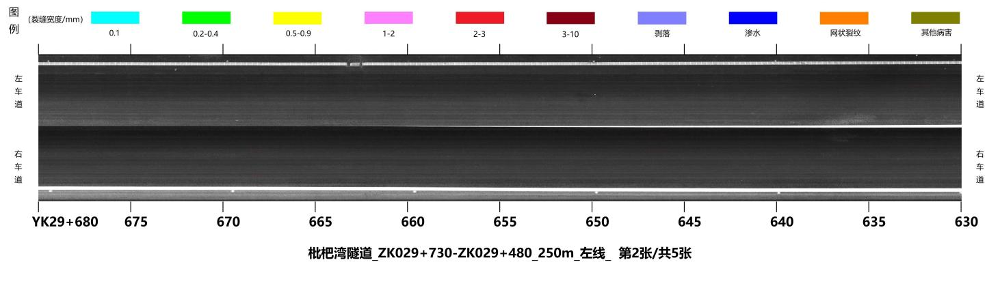 图例
(裂缝宽度/mm)
0.1 0.2-0.4 0.5-0.9 1-2 2-3 3-10 剥落 渗水 网状裂纹 其他病害
左车道 左车道
右车道 右车道
YK29+680 675 670 665 660 655 650 645 640 635 630
枇杷湾隧道_ZK029+730-ZK029+480_250m_左线_ 第2张/共5张